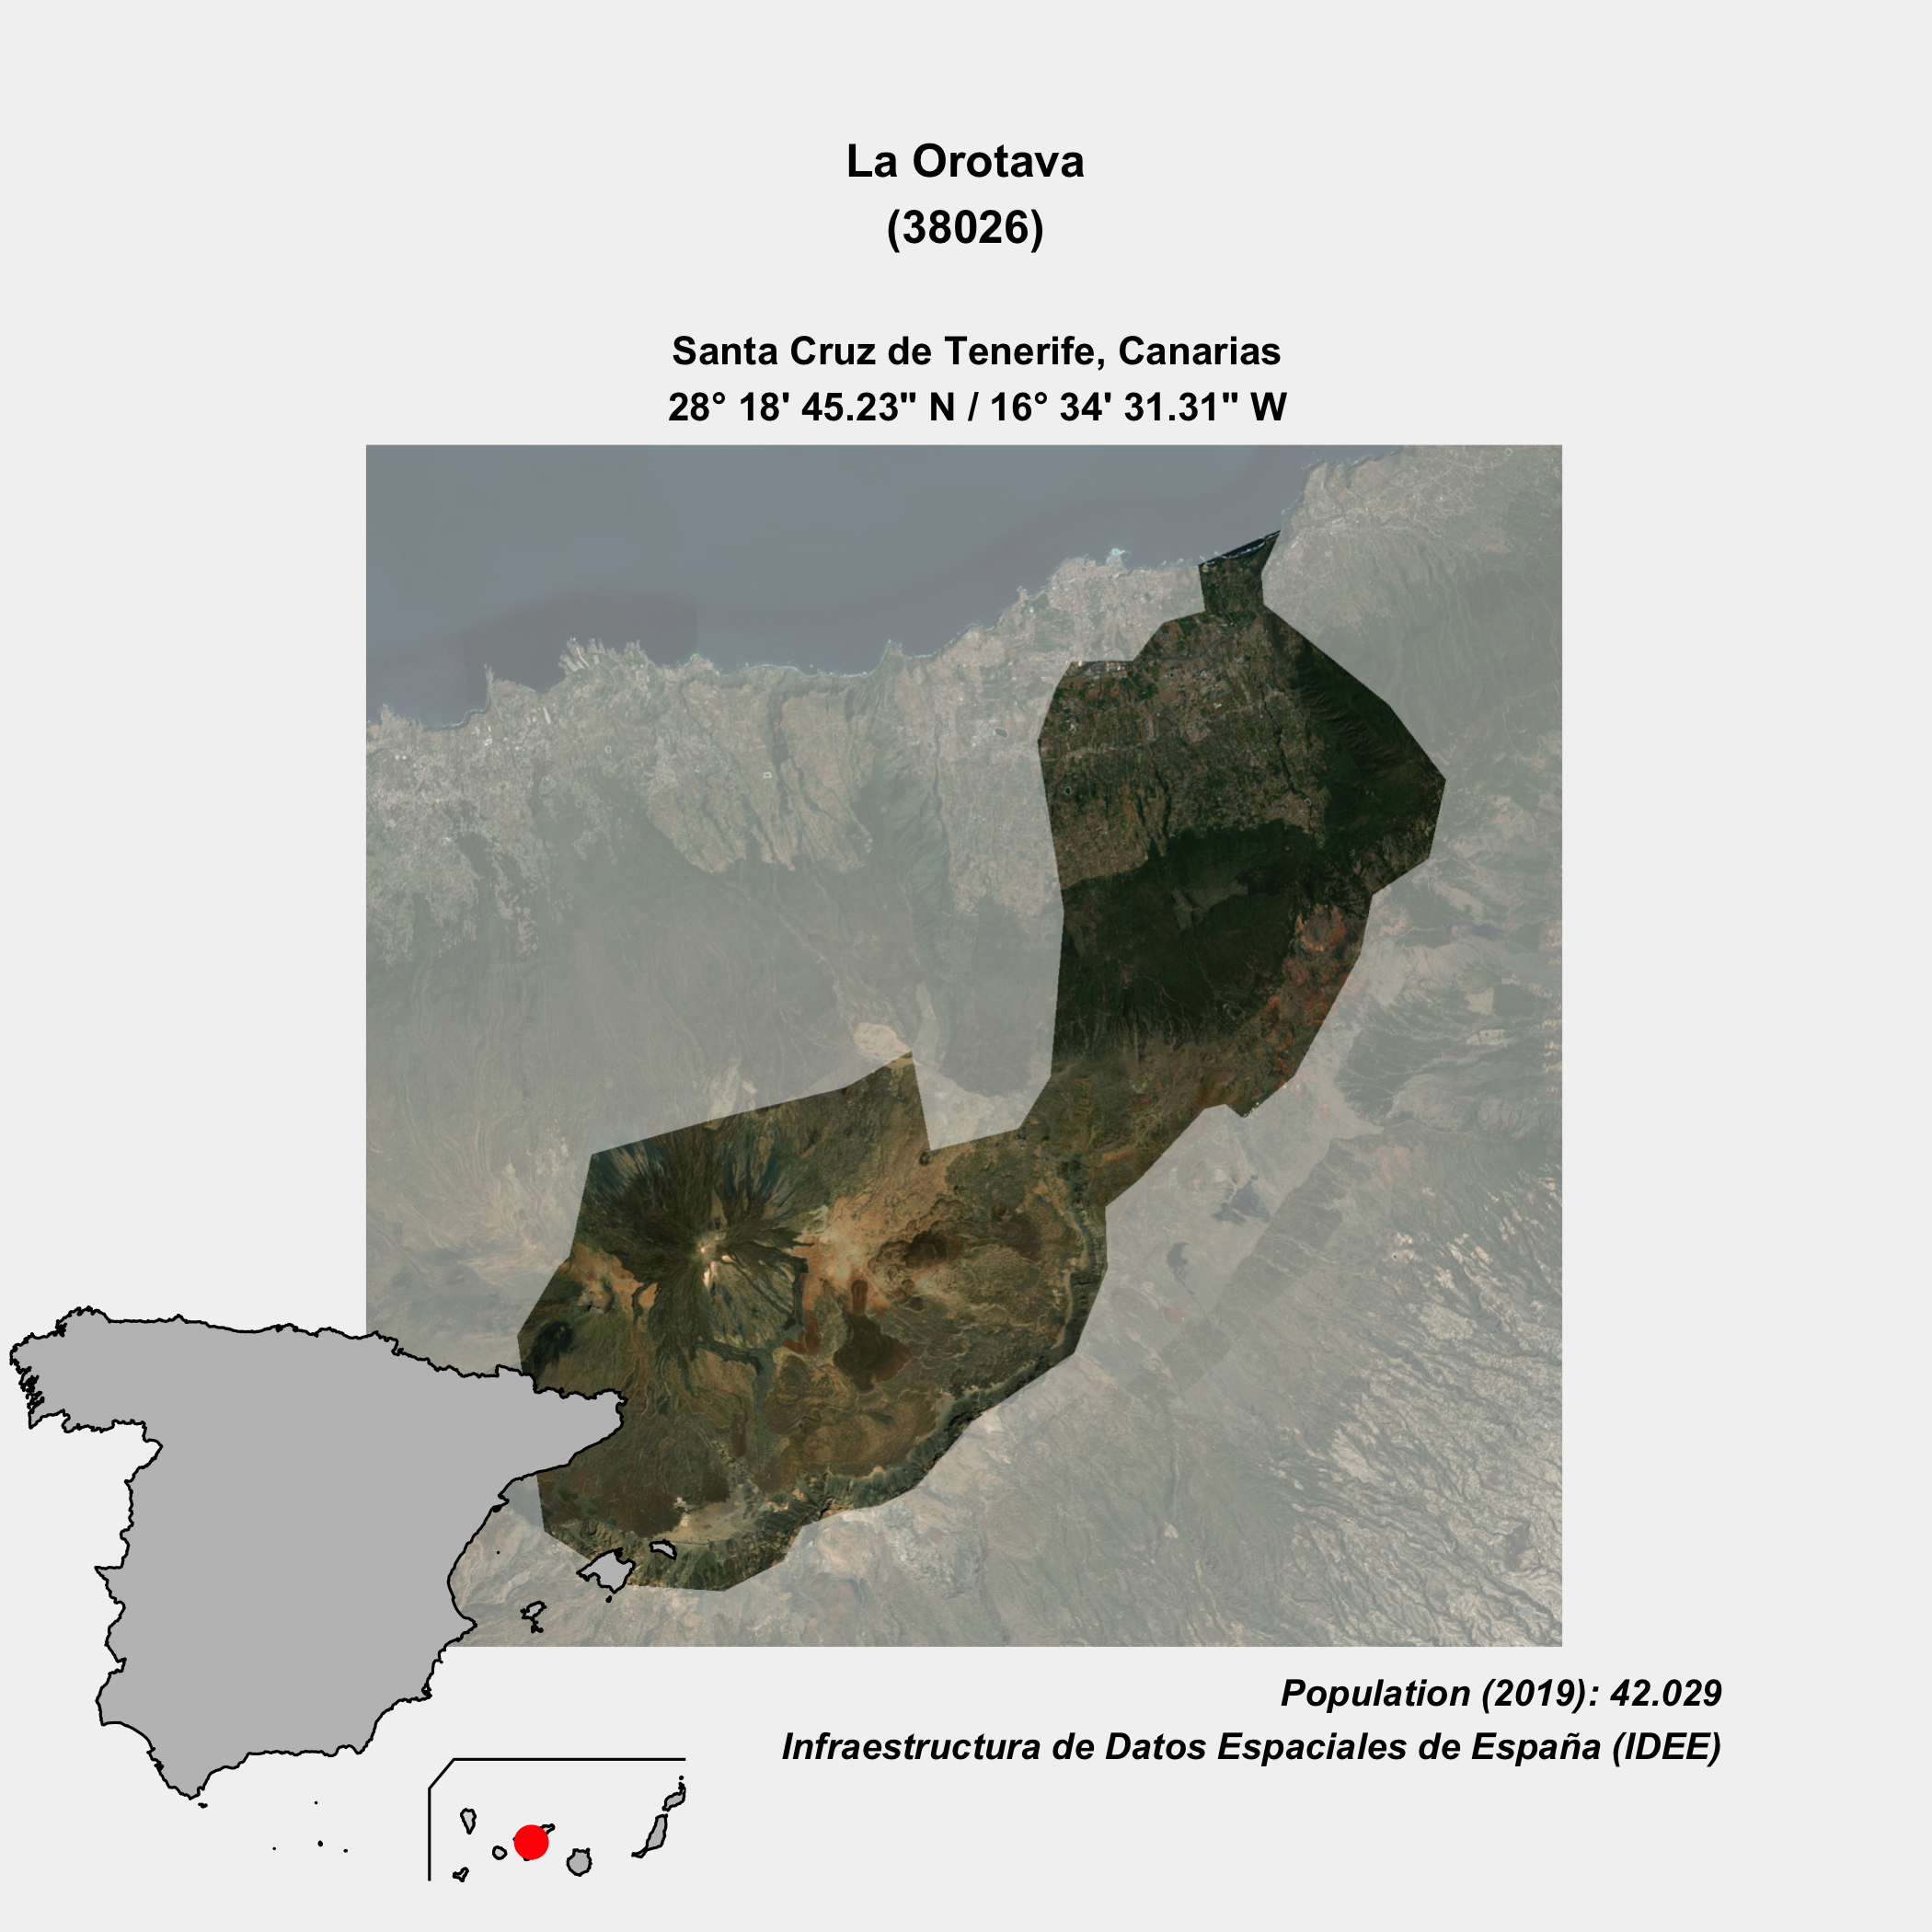 La Orotava
(38026)
Santa Cruz de Tenerife, Canarias
28° 18' 45.23" N / 16° 34' 31.31" W
Population (2019): 42.029
Infraestructura de Datos Espaciales de España (IDEE)